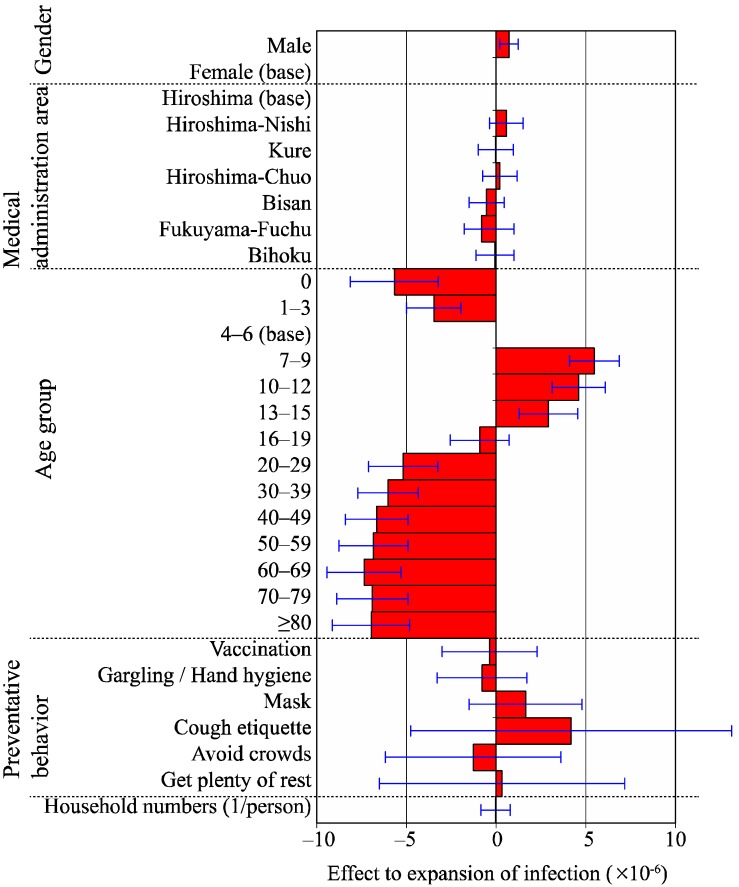 Gender
Male
Female (base)
Medical
administration area
Hiroshima (base)
Hiroshima-Nishi
Kure
Hiroshima-Chuo
Bisan
Fukuyama-Fuchu
Bihoku
Age group
0
1–3
4–6 (base)
7–9
10–12
13–15
16–19
20–29
30–39
40–49
50–59
60–69
70–79
≥80
Preventative
behavior
Vaccination
Gargling / Hand hygiene
Mask
Cough etiquette
Avoid crowds
Get plenty of rest
Household numbers (1/person)
–10 –5 0 5 10
Effect to expansion of infection (×10⁻⁶)